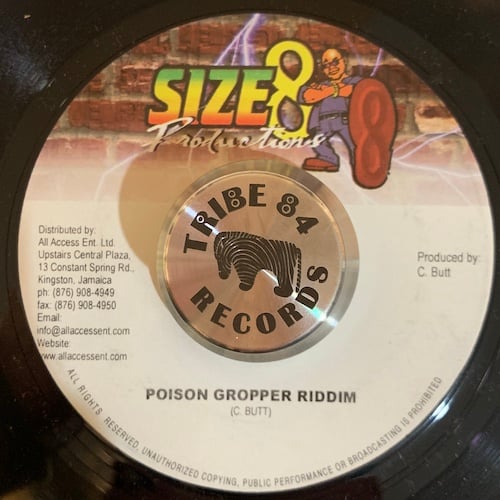 SIZE 8
Productions
8
TRIBE 84
RECORDS
Distributed by:
All Access Ent. Ltd.
Upstairs Central Plaza,
13 Constant Spring Rd.,
Kingston, Jamaica
ph: (876) 908-4949
fax: (876) 908-4950
Email:
info@allaccessent.com
Website:
www.allaccessent.com
Produced by:
C. Butt
POISON GROPPER RIDDIM
(C. BUTT)
ALL RIGHTS RESERVED. UNAUTHORIZED COPYING, PUBLIC PERFORMANCE OR BROADCASTING IS PROHIBITED